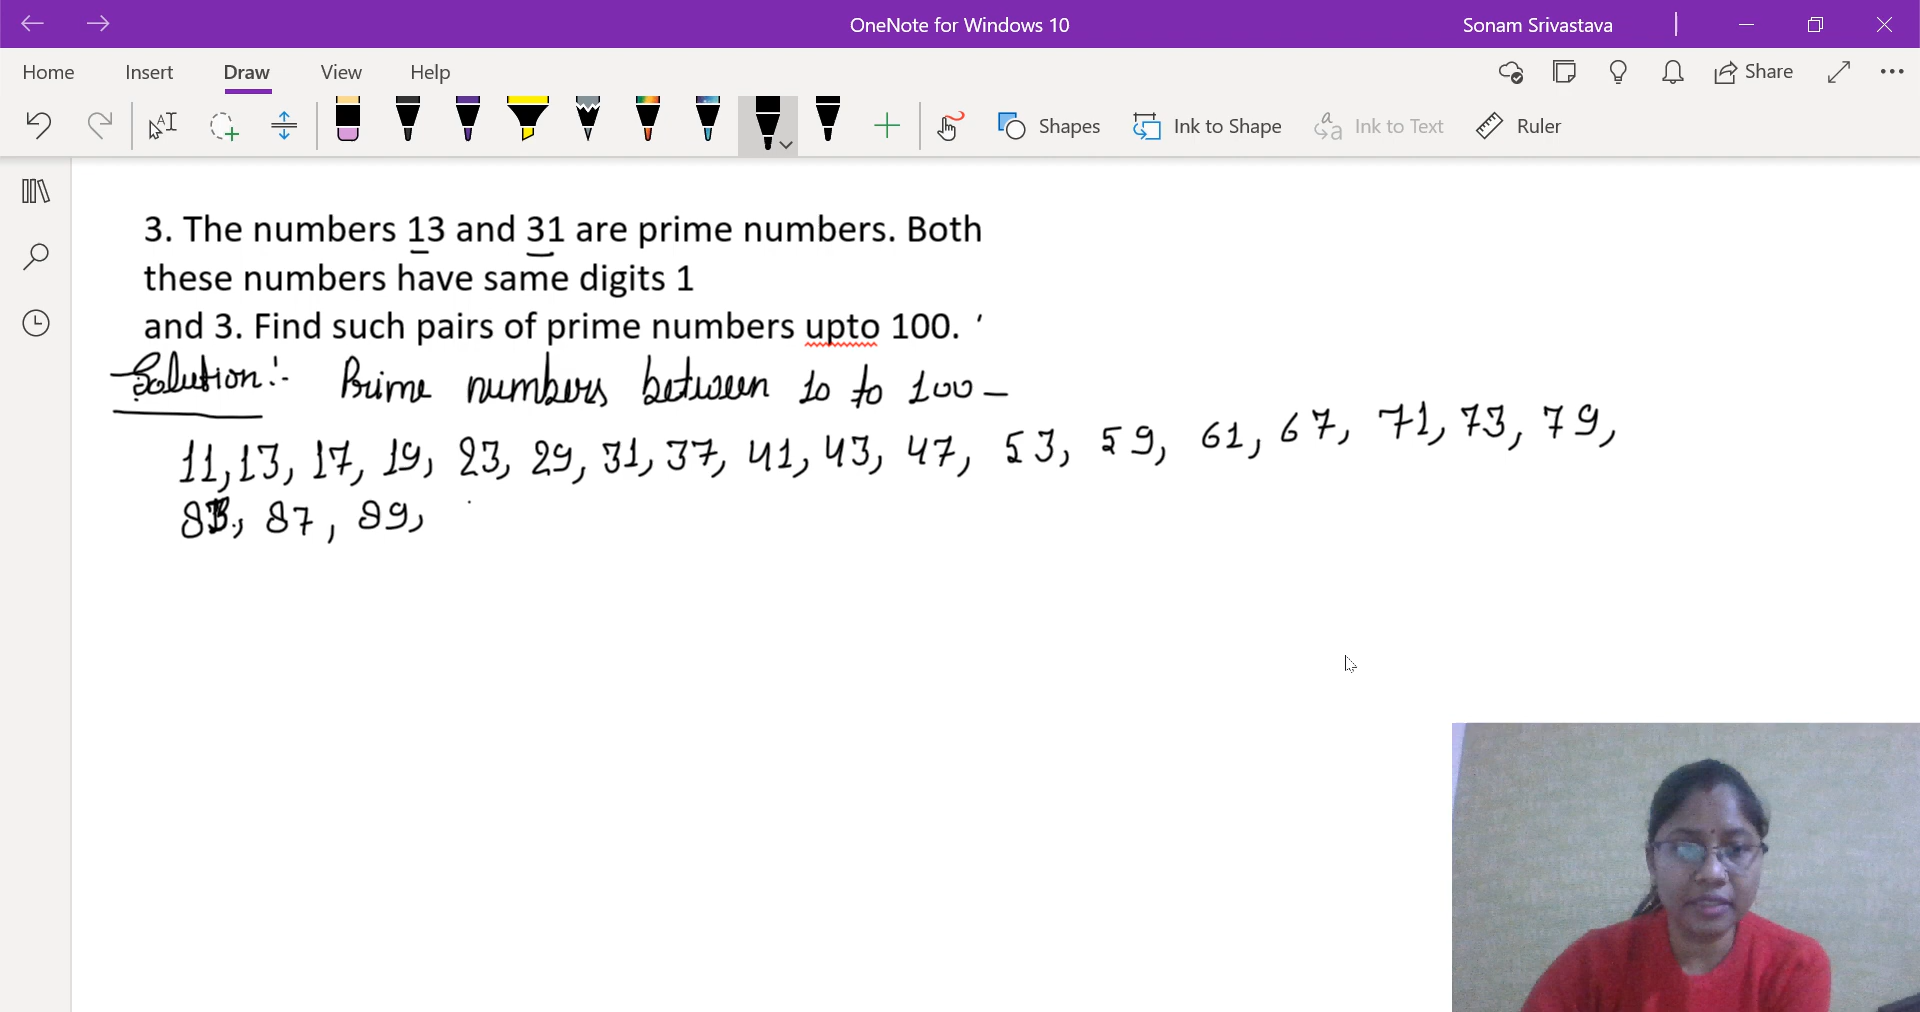 OneNote for Windows 10
Sonam Srivastava
Home Insert Draw View Help
Share
Shapes Ink to Shape Ink to Text Ruler
3. The numbers 13 and 31 are prime numbers. Both
these numbers have same digits 1
and 3. Find such pairs of prime numbers upto 100.
Solution:- Prime numbers between 10 to 100-
11, 13, 17, 19, 23, 29, 31, 37, 41, 43, 47, 53, 59, 61, 67, 71, 73, 79,
83, 87, 89,